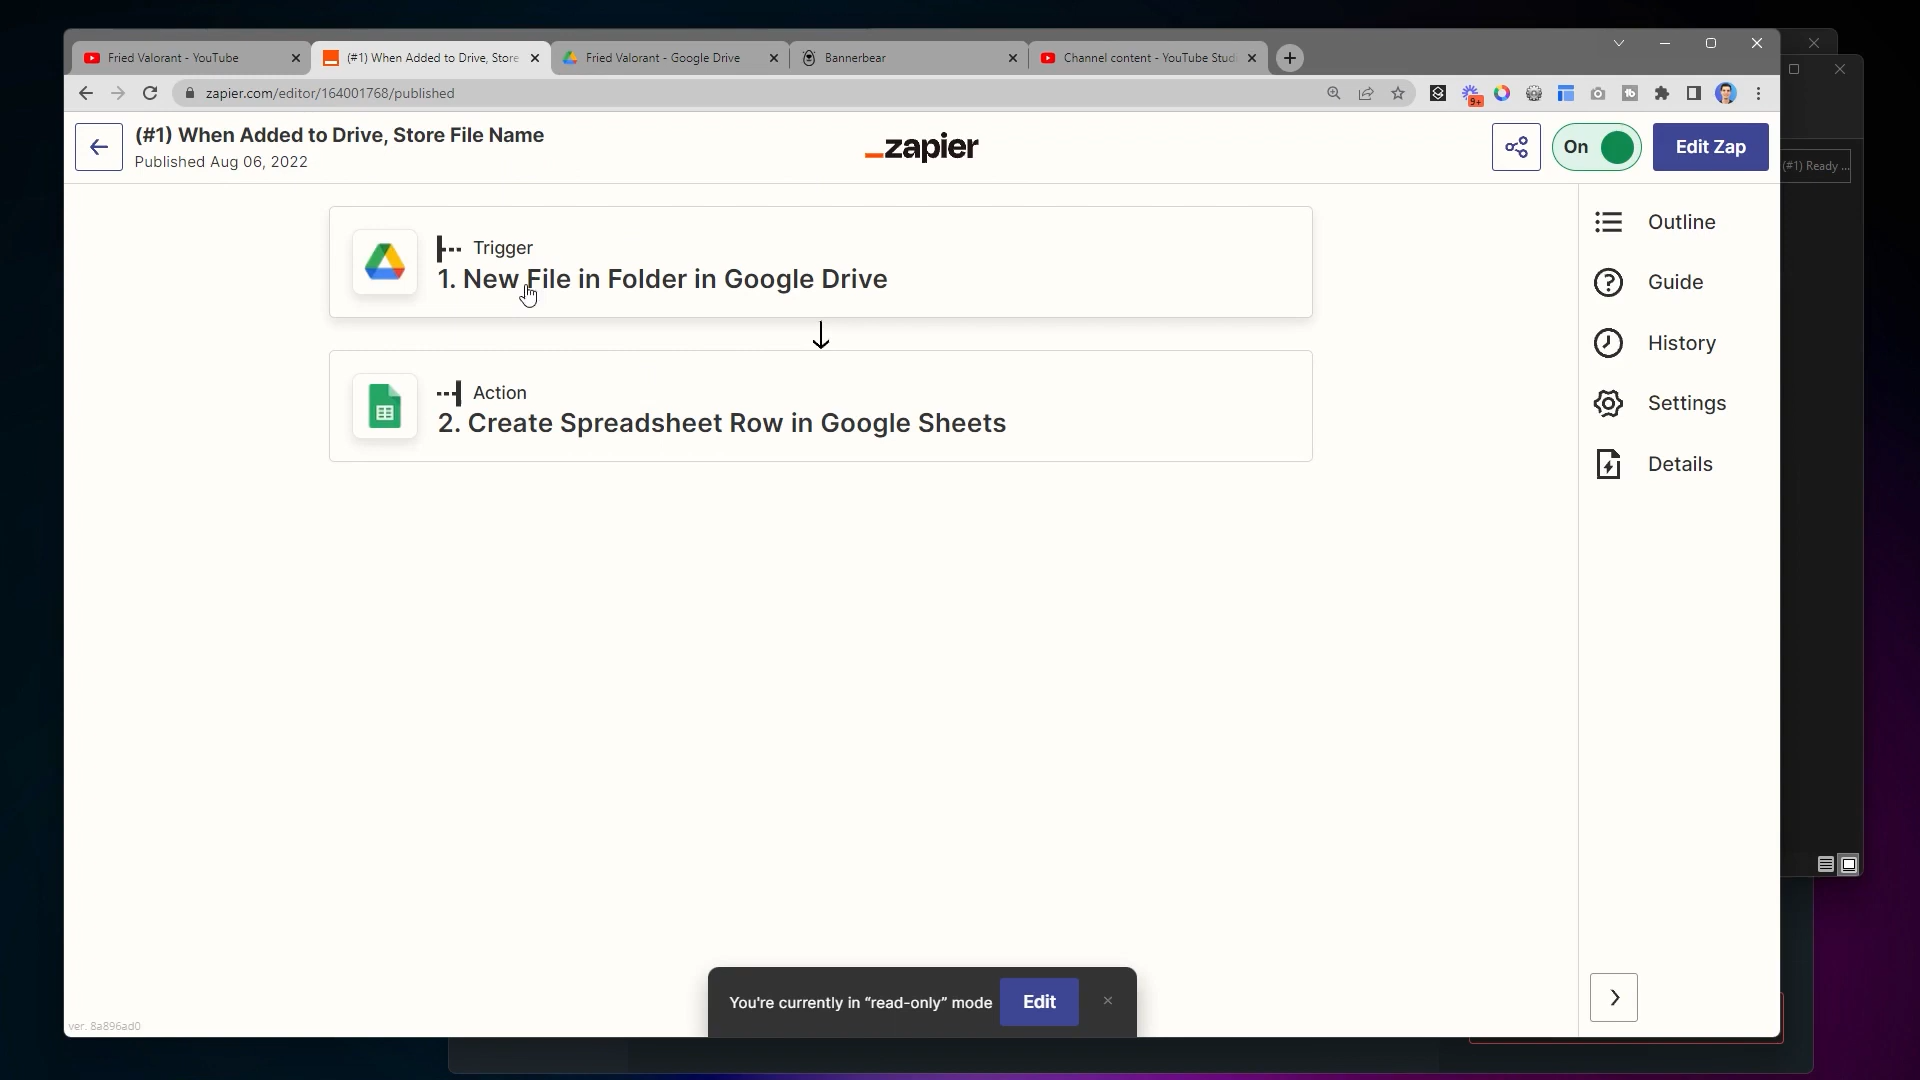 Fried Valorant - YouTube
(#1) When Added to Drive, Store
Fried Valorant - Google Drive
Bannerbear
Channel content - YouTube Stud
zapier.com/editor/164001768/published
9+
(#1) When Added to Drive, Store File Name
Published Aug 06, 2022
_zapier
On
Edit Zap
(#1) Ready ...
Trigger
1. New File in Folder in Google Drive
Action
2. Create Spreadsheet Row in Google Sheets
Outline
Guide
History
Settings
Details
You're currently in “read-only” mode
Edit
ver. 8a896ad0